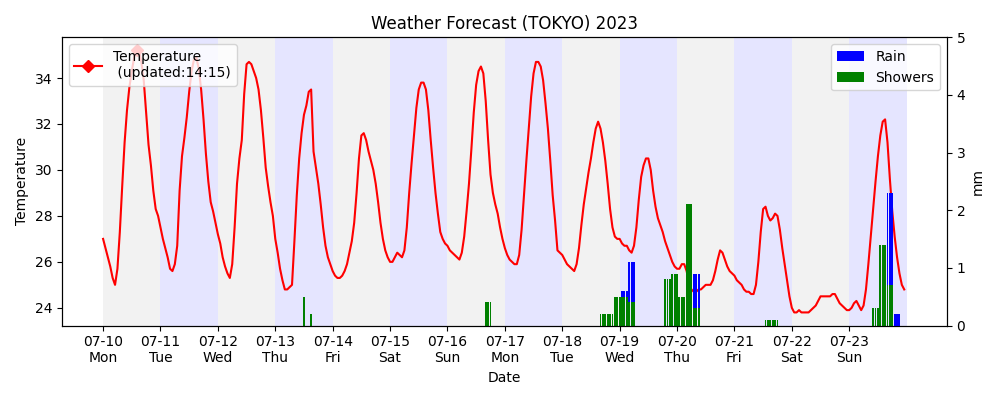 Weather Forecast (TOKYO) 2023
Temperature
(updated:14:15)
Rain
Showers
Temperature
34
32
30
28
26
24
5
4
3
2
1
0
mm
07-10 07-11 07-12 07-13 07-14 07-15 07-16 07-17 07-18 07-19 07-20 07-21 07-22 07-23
Mon Tue Wed Thu Fri Sat Sun Mon Tue Wed Thu Fri Sat Sun
Date